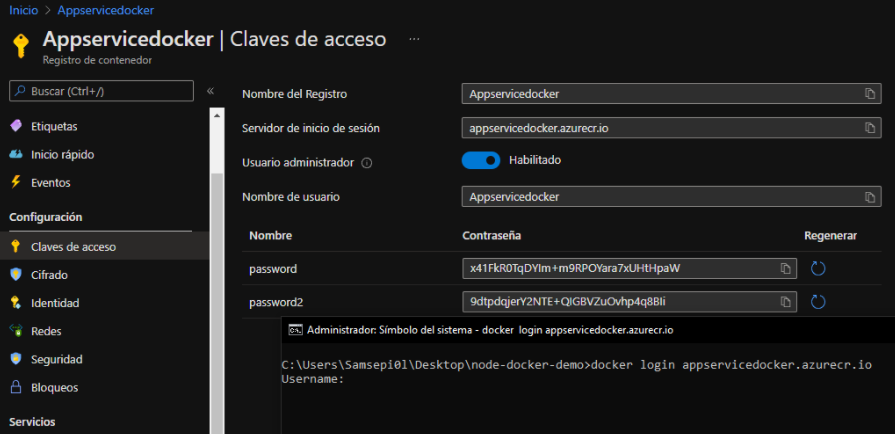 Inicio > Appservicedocker
Appservicedocker | Claves de acceso ...
Registro de contenedor
Buscar (Ctrl+/)
«
Etiquetas
Inicio rápido
Eventos
Configuración
Claves de acceso
Cifrado
Identidad
Redes
Seguridad
Bloqueos
Servicios
Nombre del Registro Appservicedocker
Servidor de inicio de sesión appservicedocker.azurecr.io
Usuario administrador Habilitado
Nombre de usuario Appservicedocker
Nombre Contraseña Regenerar
password x41FkR0TqDYIm+m9RPOYara7xUHtHpaW
password2 9dtpdqjerY2NTE+QIGBVZuOvhp4q8BIi
Administrador: Símbolo del sistema - docker login appservicedocker.azurecr.io
C:\Users\Samsepi0l\Desktop\node-docker-demo>docker login appservicedocker.azurecr.io
Username: